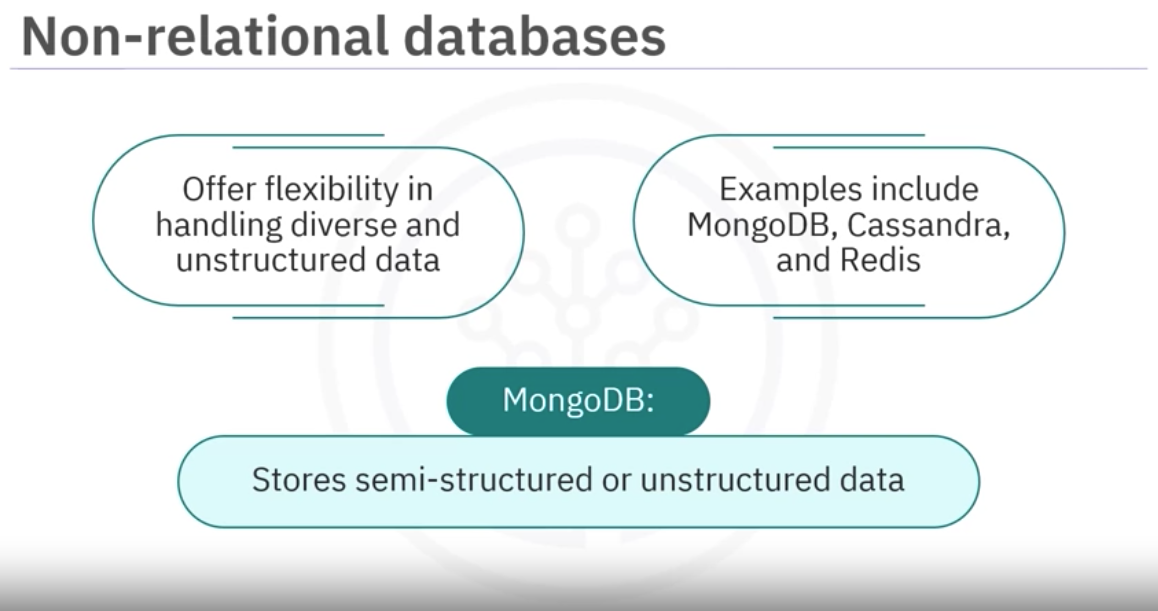 Non-relational databases
Offer flexibility in
handling diverse and
unstructured data
Examples include
MongoDB, Cassandra,
and Redis
MongoDB:
Stores semi-structured or unstructured data